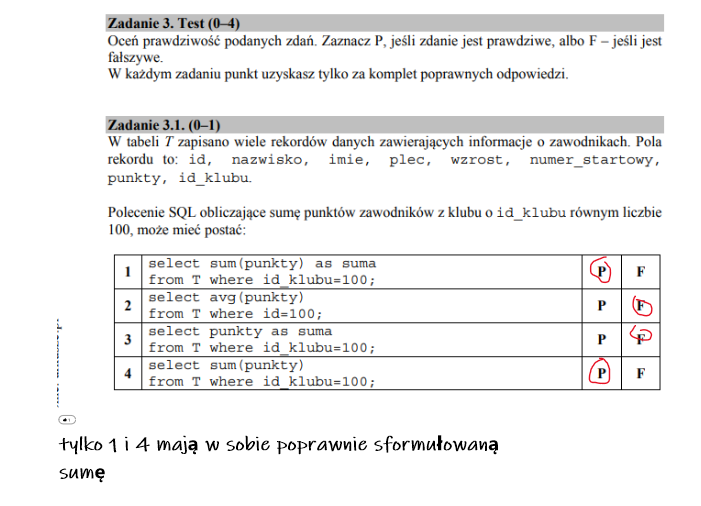 Zadanie 3. Test (0–4)
Oceń prawdziwość podanych zdań. Zaznacz P, jeśli zdanie jest prawdziwe, albo F – jeśli jest
fałszywe.
W każdym zadaniu punkt uzyskasz tylko za komplet poprawnych odpowiedzi.
Zadanie 3.1. (0–1)
W tabeli T zapisano wiele rekordów danych zawierających informacje o zawodnikach. Pola
rekordu to: id, nazwisko, imie, plec, wzrost, numer_startowy,
punkty, id_klubu.
Polecenie SQL obliczające sumę punktów zawodników z klubu o id_klubu równym liczbie
100, może mieć postać:
1 select sum(punkty) as suma P F
from T where id_klubu=100;
2 select avg(punkty) P F
from T where id=100;
3 select punkty as suma P F
from T where id_klubu=100;
4 select sum(punkty) P F
from T where id_klubu=100;
tylko 1 i 4 mają w sobie poprawnie sformułowaną
sumę